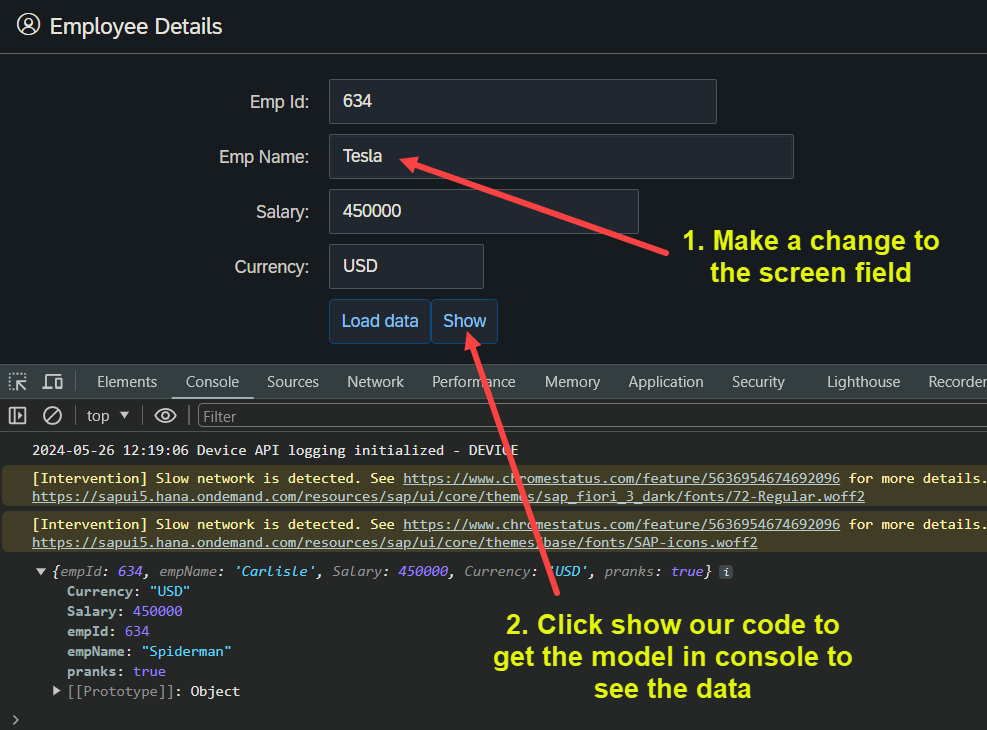 Employee Details
Emp Id: 634
Emp Name: Tesla
Salary: 450000
1. Make a change to
the screen field
Currency: USD
Load data Show
Elements Console Sources Network Performance Memory Application Security Lighthouse Recorder
top Filter
2024-05-26 12:19:06 Device API logging initialized - DEVICE
[Intervention] Slow network is detected. See https://www.chromestatus.com/feature/5636954674692096 for more details.
https://sapui5.hana.ondemand.com/resources/sap/ui/core/themes/sap_fiori_3_dark/fonts/72-Regular.woff2
[Intervention] Slow network is detected. See https://www.chromestatus.com/feature/5636954674692096 for more details.
https://sapui5.hana.ondemand.com/resources/sap/ui/core/themes/base/fonts/SAP-icons.woff2
{empId: 634, empName: 'Carlisle', Salary: 450000, Currency: 'USD', pranks: true} i
Currency: "USD"
Salary: 450000
empId: 634
empName: "Spiderman"
pranks: true
[[Prototype]]: Object
2. Click show our code to
get the model in console to
see the data